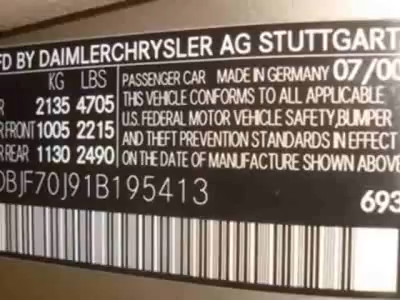 FD BY DAIMLERCHRYSLER AG STUTTGART
KG LBS
R 2135 4705
R FRONT 1005 2215
R REAR 1130 2490
PASSENGER CAR MADE IN GERMANY 07/00
THIS VEHICLE CONFORMS TO ALL APPLICABLE
U.S. FEDERAL MOTOR VEHICLE SAFETY, BUMPER
AND THEFT PREVENTION STANDARDS IN EFFECT
ON THE DATE OF MANUFACTURE SHOWN ABOVE
DBJF70J91B195413
693